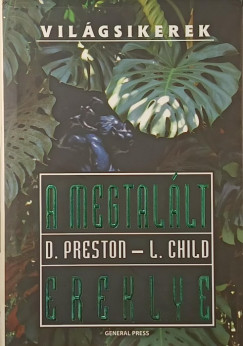 VILÁGSIKEREK
A MEGTALÁLT
D. PRESTON – L. CHILD
EREKLYE
GENERAL PRESS